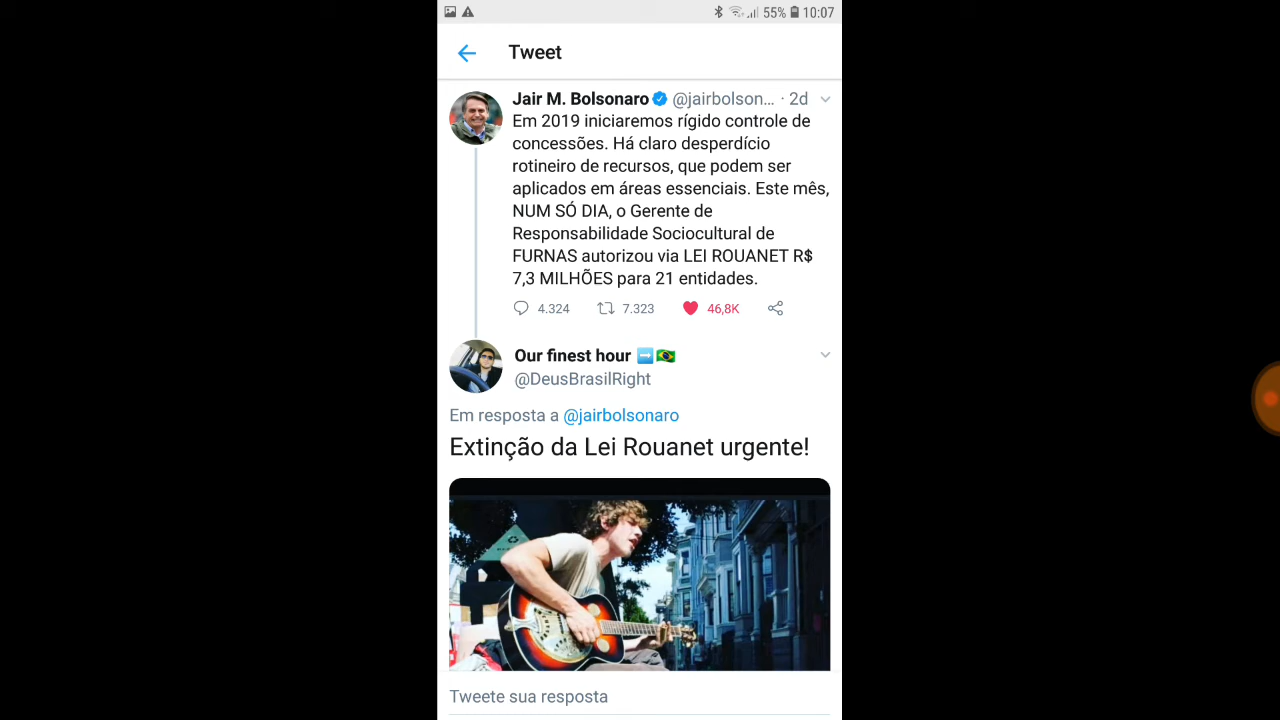 55% 10:07
Tweet
Jair M. Bolsonaro @jairbolson... · 2d
Em 2019 iniciaremos rígido controle de
concessões. Há claro desperdício
rotineiro de recursos, que podem ser
aplicados em áreas essenciais. Este mês,
NUM SÓ DIA, o Gerente de
Responsabilidade Sociocultural de
FURNAS autorizou via LEI ROUANET R$
7,3 MILHÕES para 21 entidades.
4.324 7.323 46,8K
Our finest hour ➡️🇧🇷
@DeusBrasilRight
Em resposta a @jairbolsonaro
Extinção da Lei Rouanet urgente!
Tweete sua resposta